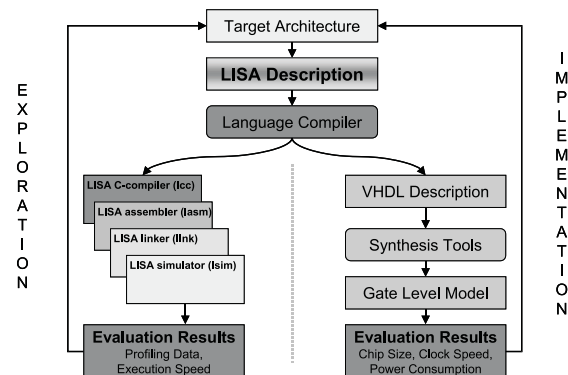 Target Architecture
LISA Description
Language Compiler
EXPLORATION
IMPLEMENTATION
LISA C-compiler (lcc)
LISA assembler (lasm)
LISA linker (llnk)
LISA simulator (lsim)
Evaluation Results
Profiling Data,
Execution Speed
VHDL Description
Synthesis Tools
Gate Level Model
Evaluation Results
Chip Size, Clock Speed,
Power Consumption